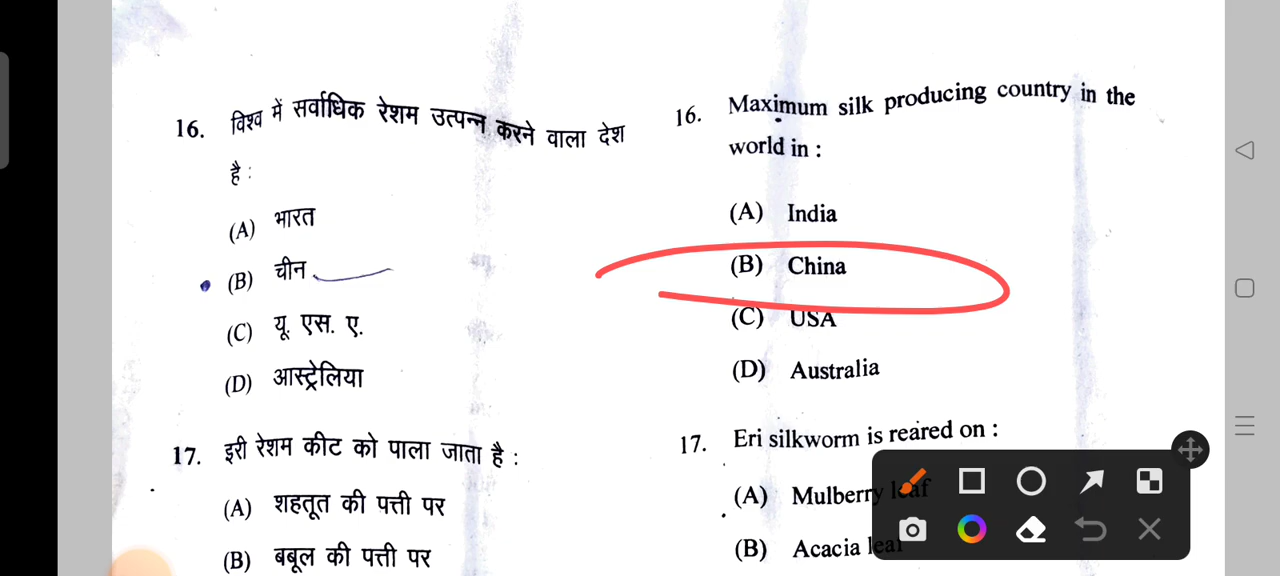 16. विश्व में सर्वाधिक रेशम उत्पन्न करने वाला देश
है :
(A) भारत
(B) चीन
(C) यू. एस. ए.
(D) आस्ट्रेलिया
17. इरी रेशम कीट को पाला जाता है :
(A) शहतूत की पत्ती पर
(B) बबूल की पत्ती पर
16. Maximum silk producing country in the
world in :
(A) India
(B) China
(C) USA
(D) Australia
17. Eri silkworm is reared on :
(A) Mulberry leaf
(B) Acacia leaf